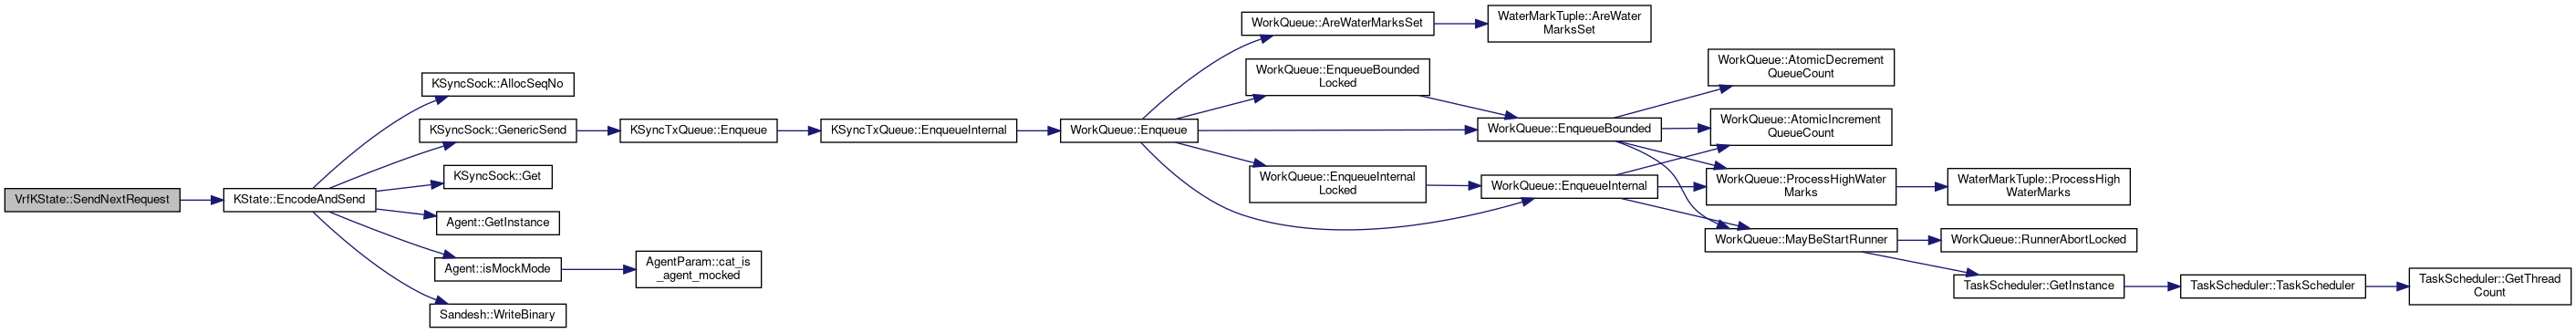 VrfKState::SendNextRequest
KState::EncodeAndSend
KSyncSock::AllocSeqNo
KSyncSock::GenericSend
KSyncSock::Get
Agent::GetInstance
Agent::isMockMode
Sandesh::WriteBinary
KSyncTxQueue::Enqueue
AgentParam::cat_is
_agent_mocked
KSyncTxQueue::EnqueueInternal
WorkQueue::Enqueue
WorkQueue::AreWaterMarksSet
WorkQueue::EnqueueBounded
Locked
WorkQueue::EnqueueInternal
Locked
WaterMarkTuple::AreWater
MarksSet
WorkQueue::EnqueueBounded
WorkQueue::EnqueueInternal
WorkQueue::AtomicDecrement
QueueCount
WorkQueue::AtomicIncrement
QueueCount
WorkQueue::ProcessHighWater
Marks
WorkQueue::MayBeStartRunner
WaterMarkTuple::ProcessHigh
WaterMarks
WorkQueue::RunnerAbortLocked
TaskScheduler::GetInstance
TaskScheduler::TaskScheduler
TaskScheduler::GetThread
Count